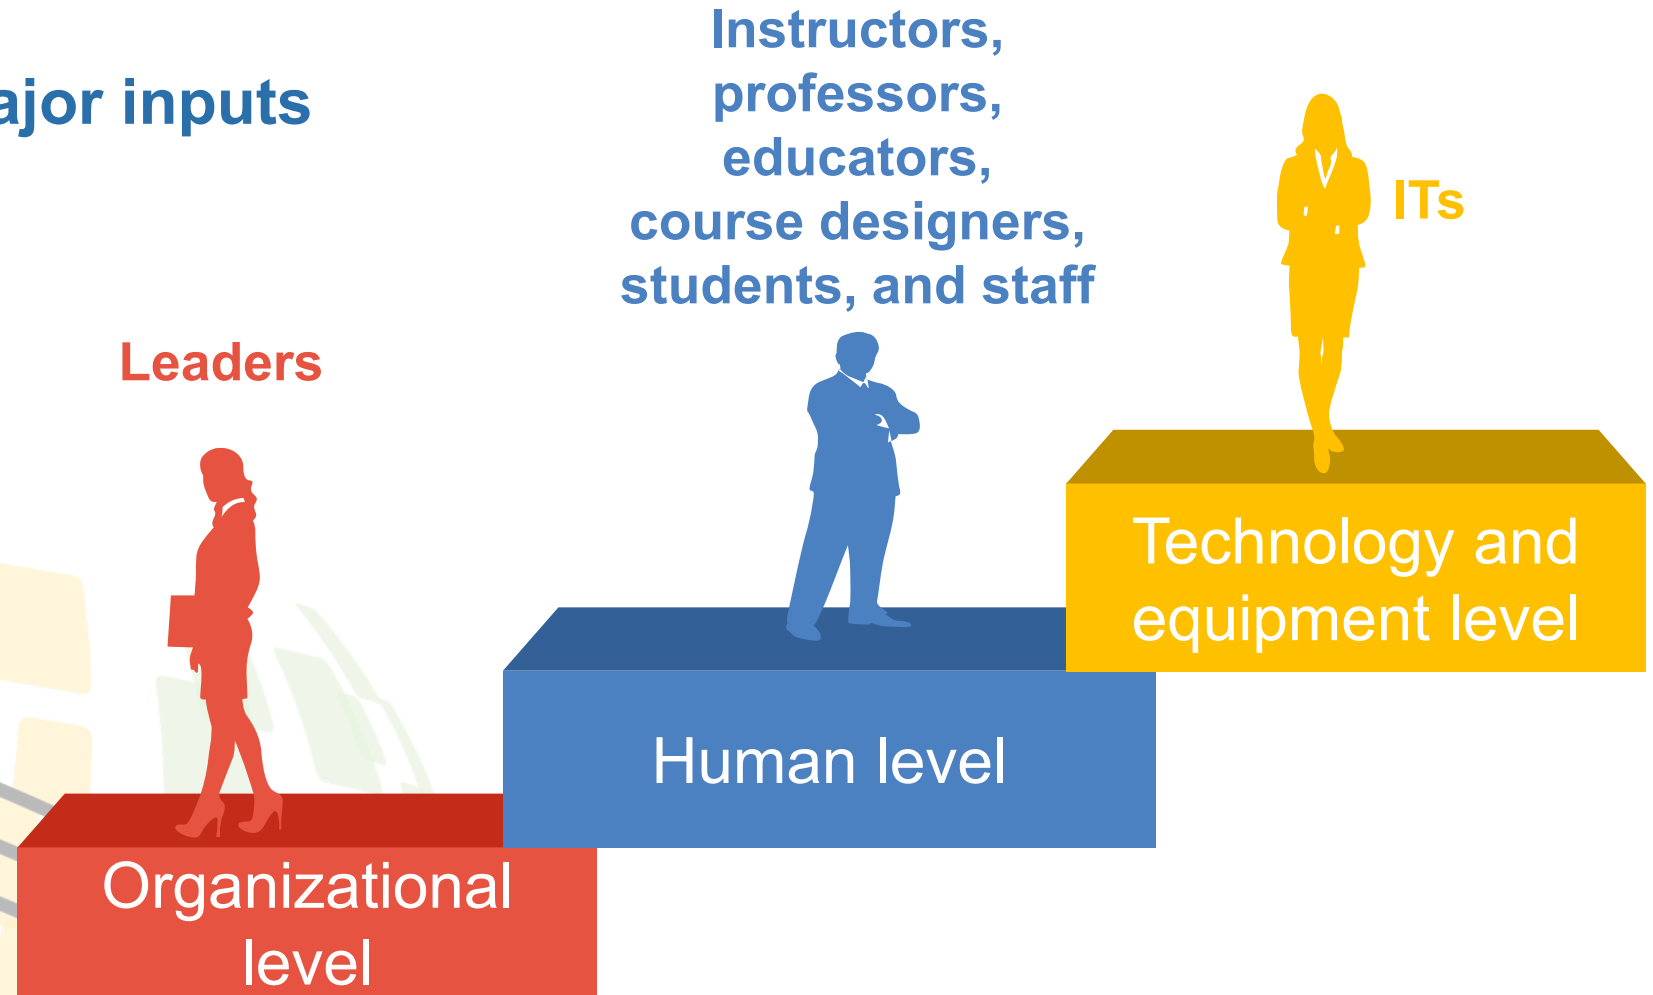 ajor inputs
Instructors,
professors,
educators,
course designers,
students, and staff
ITs
Leaders
Technology and
equipment level
Human level
Organizational
level